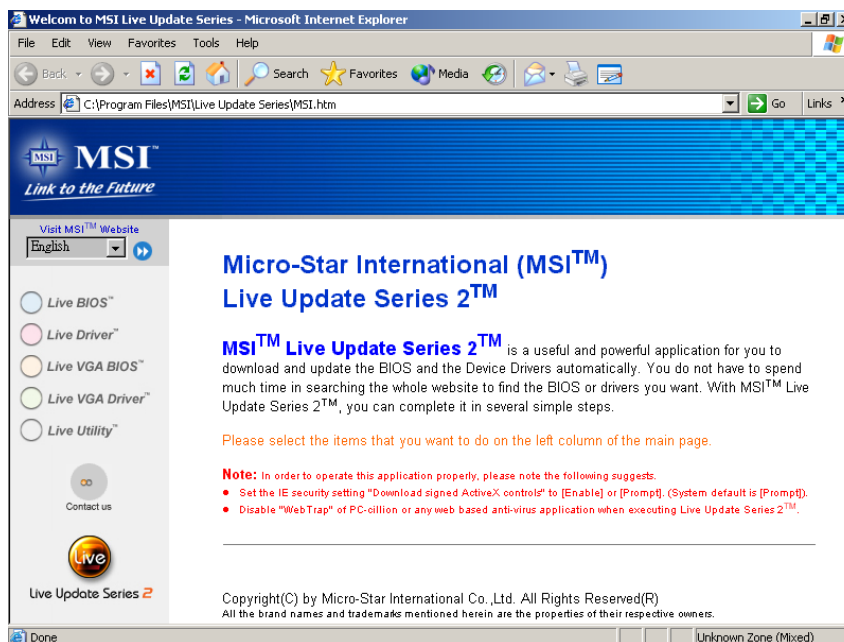 Welcom to MSI Live Update Series - Microsoft Internet Explorer
File Edit View Favorites Tools Help
Back Search Favorites Media
Address C:\Program Files\MSI\Live Update Series\MSI.htm Go Links
MSI MSI™
Link to the Future
Visit MSI™ Website
English
Live BIOS™
Live Driver™
Live VGA BIOS™
Live VGA Driver™
Live Utility™
Contact us
Live
Live Update Series 2
Micro-Star International (MSI™)
Live Update Series 2™
MSI™ Live Update Series 2™ is a useful and powerful application for you to
download and update the BIOS and the Device Drivers automatically. You do not have to spend
much time in searching the whole website to find the BIOS or drivers you want. With MSI™ Live
Update Series 2™, you can complete it in several simple steps.
Please select the items that you want to do on the left column of the main page.
Note: In order to operate this application properly, please note the following suggests.
● Set the IE security setting "Download signed ActiveX controls" to [Enable] or [Prompt]. (System default is [Prompt]).
● Disable "WebTrap" of PC-cillion or any web based anti-virus application when executing Live Update Series 2™.
Copyright(C) by Micro-Star International Co.,Ltd. All Rights Reserved(R)
All the brand names and trademarks mentioned herein are the properties of their respective owners.
Done Unknown Zone (Mixed)